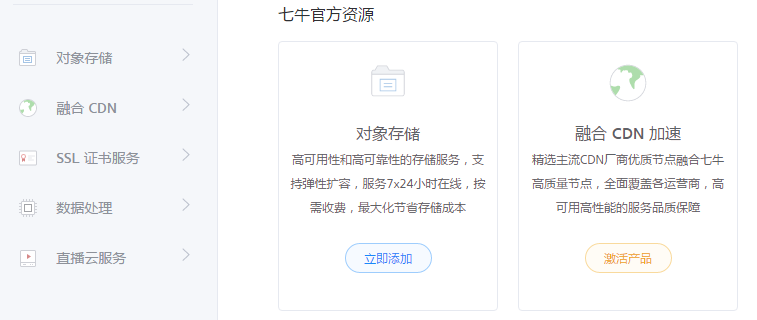 对象存储
融合 CDN
SSL 证书服务
数据处理
直播云服务
七牛官方资源
对象存储
高可用性和高可靠性的存储服务，支
持弹性扩容，服务7x24小时在线，按
需收费，最大化节省存储成本
立即添加
融合 CDN 加速
精选主流CDN厂商优质节点融合七牛
高质量节点，全面覆盖各运营商，高
可用高性能的服务品质保障
激活产品